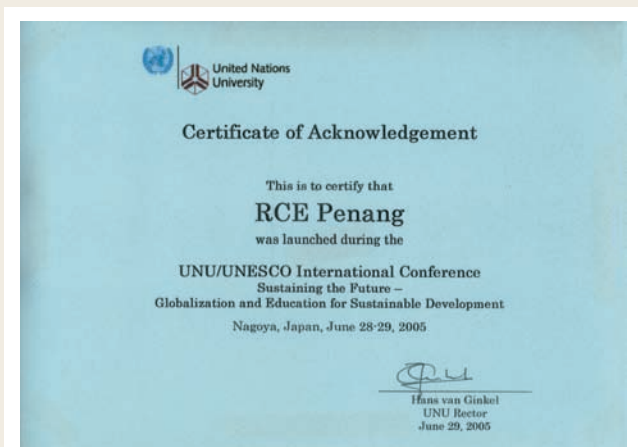 United Nations
University
Certificate of Acknowledgement
This is to certify that
RCE Penang
was launched during the
UNU/UNESCO International Conference
Sustaining the Future –
Globalization and Education for Sustainable Development
Nagoya, Japan, June 28-29, 2005
Hans van Ginkel
UNU Rector
June 29, 2005